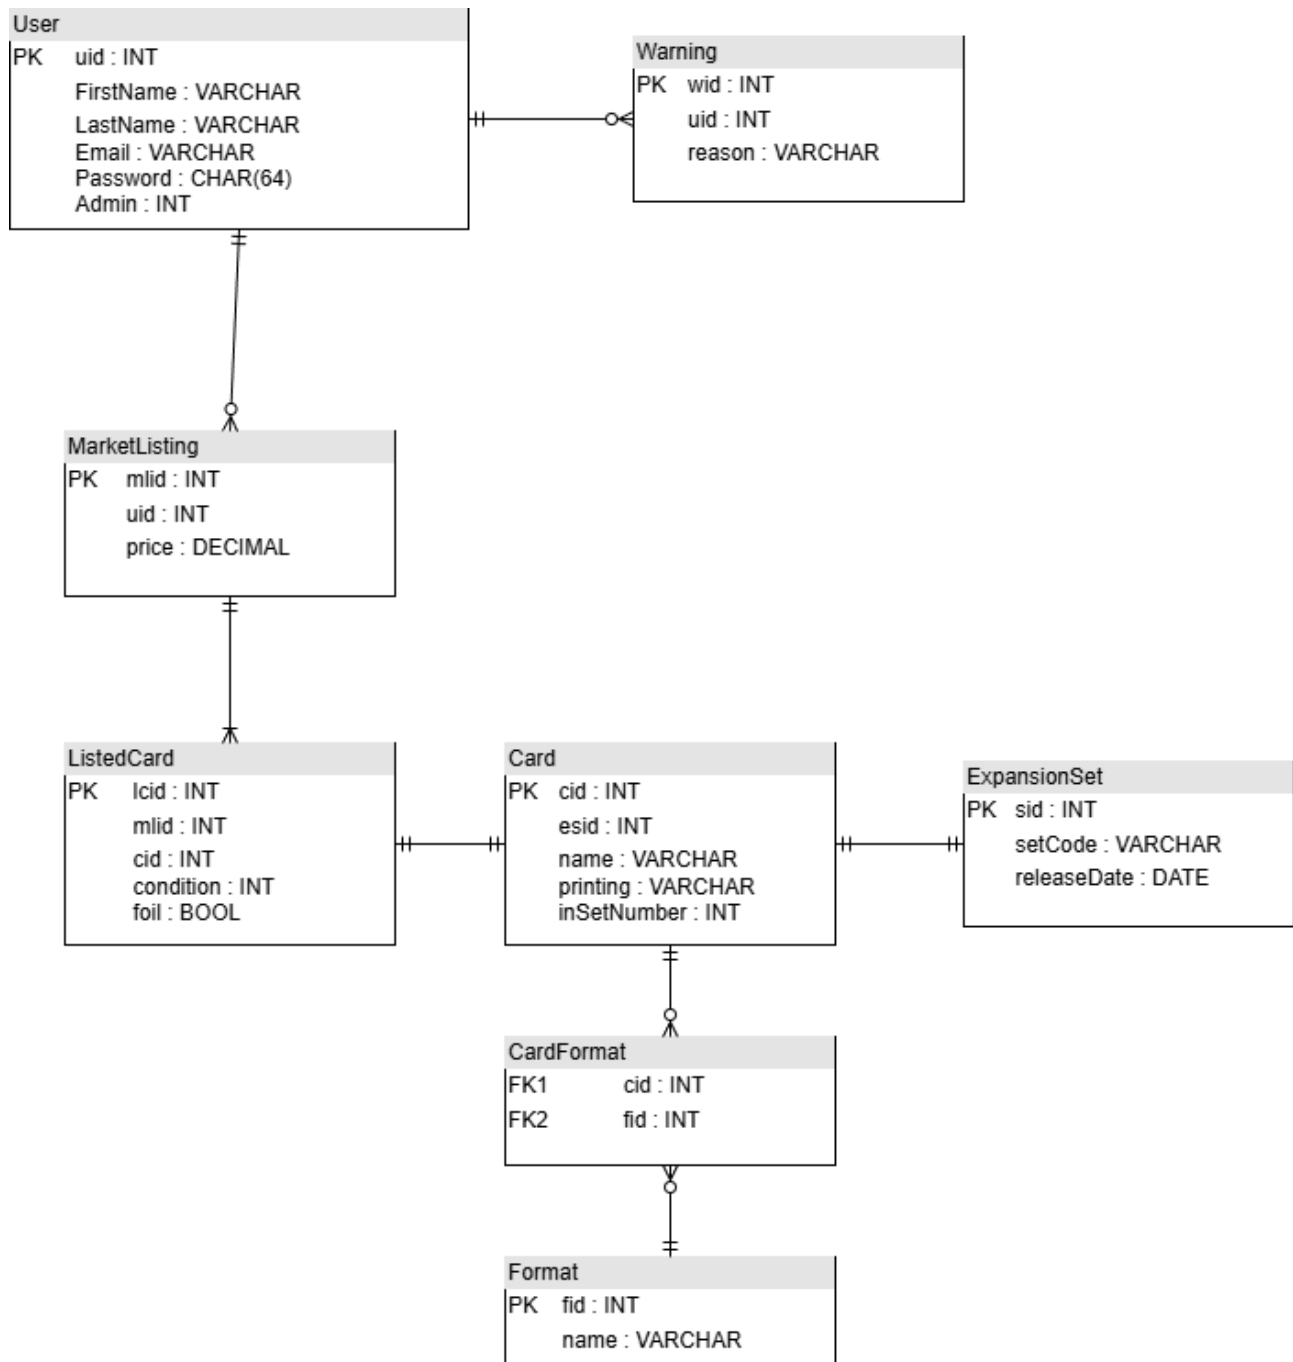 User
PK uid : INT
FirstName : VARCHAR
LastName : VARCHAR
Email : VARCHAR
Password : CHAR(64)
Admin : INT
Warning
PK wid : INT
uid : INT
reason : VARCHAR
MarketListing
PK mlid : INT
uid : INT
price : DECIMAL
ListedCard
PK lcid : INT
mlid : INT
cid : INT
condition : INT
foil : BOOL
Card
PK cid : INT
esid : INT
name : VARCHAR
printing : VARCHAR
inSetNumber : INT
ExpansionSet
PK sid : INT
setCode : VARCHAR
releaseDate : DATE
CardFormat
FK1 cid : INT
FK2 fid : INT
Format
PK fid : INT
name : VARCHAR